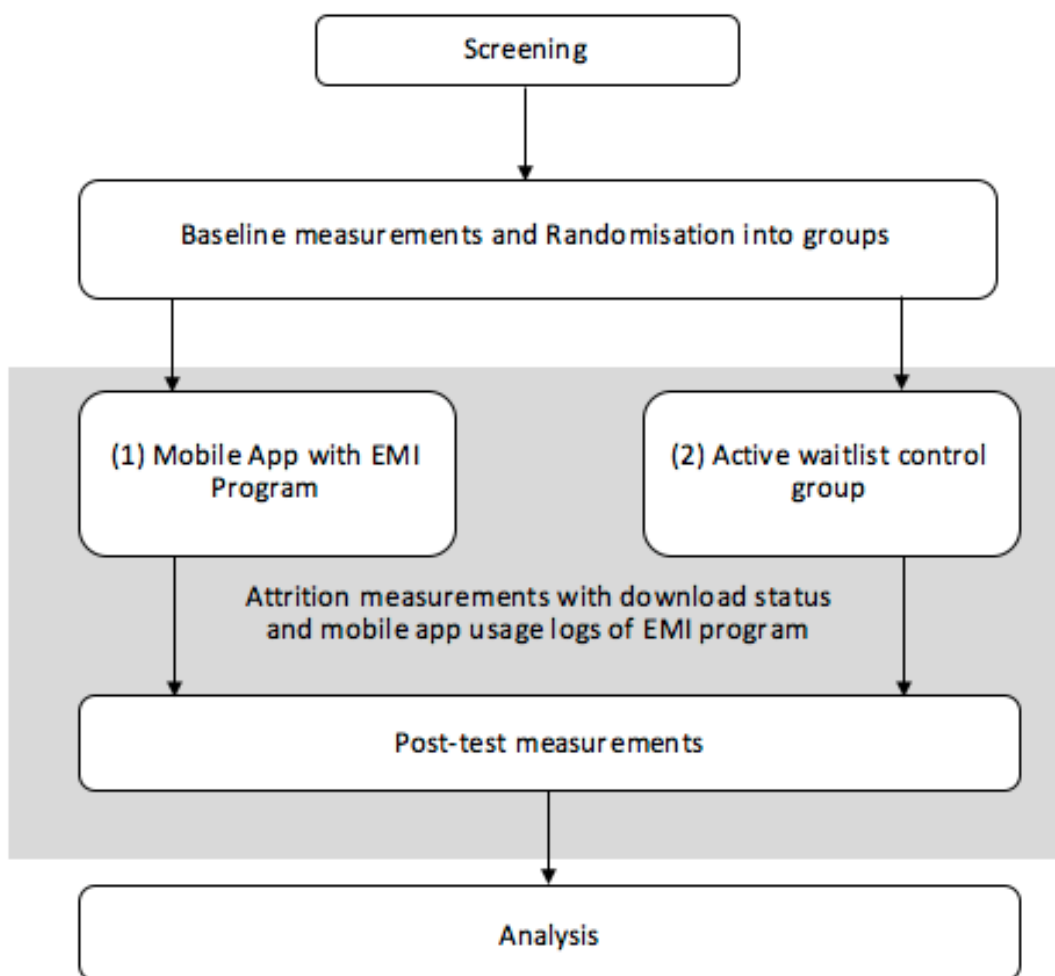 Screening
Baseline measurements and Randomisation into groups
(1) Mobile App with EMI
Program
(2) Active waitlist control
group
Attrition measurements with download status
and mobile app usage logs of EMI program
Post-test measurements
Analysis